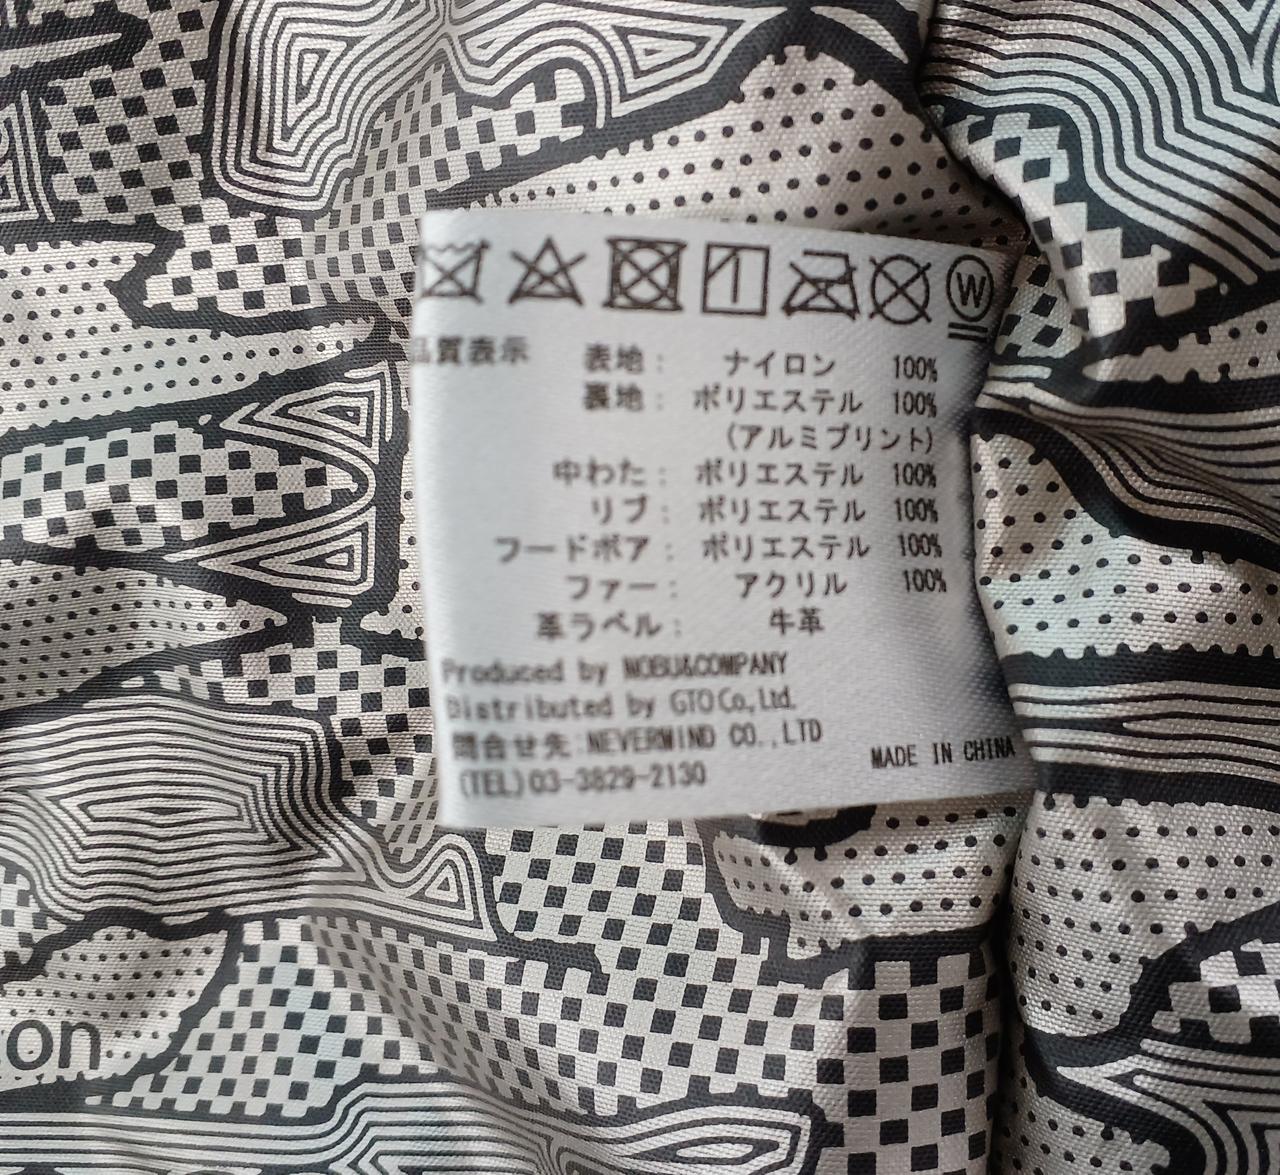 W
品質表示 表地: ナイロン 100%
裏地: ポリエステル 100%
(アルミプリント)
中わた: ポリエステル 100%
リブ: ポリエステル 100%
フードボア: ポリエステル 100%
ファー: アクリル 100%
革ラベル: 牛革
Produced by NOBU&COMPANY
Distributed by GTO Co., Ltd.
問合せ先:NEVERMIND CO.,LTD
(TEL)03-3829-2130
MADE IN CHINA